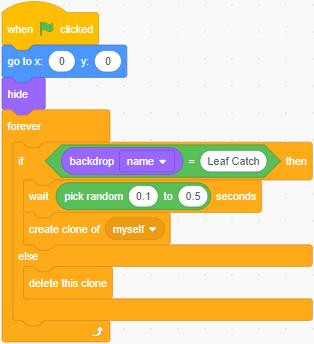 when clicked
go to x: 0 y: 0
hide
forever
if backdrop name = Leaf Catch then
wait pick random 0.1 to 0.5 seconds
create clone of myself
else
delete this clone